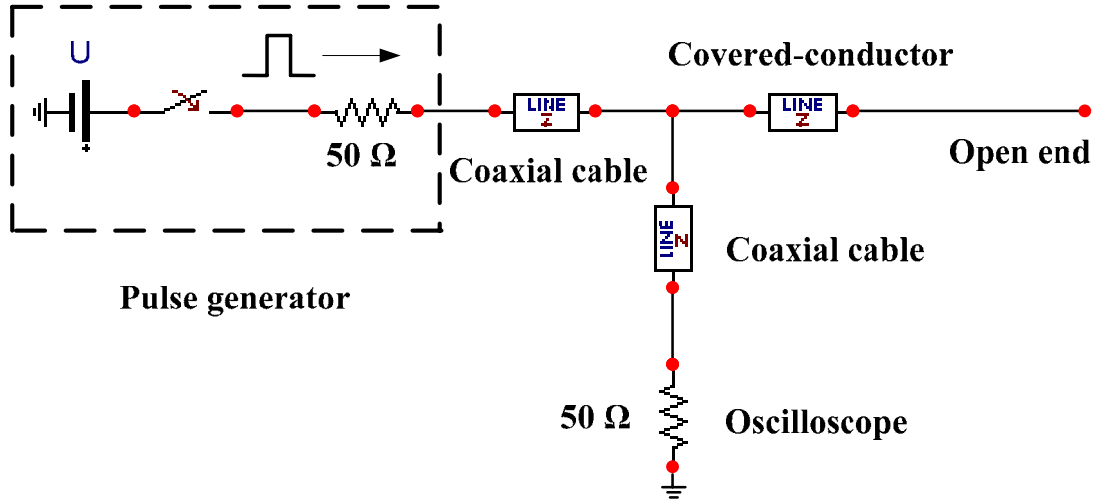 U
Covered-conductor
LINE
Z
LINE
Z
50 Ω
Coaxial cable
Open end
LINE
Z
Coaxial cable
Pulse generator
50 Ω
Oscilloscope